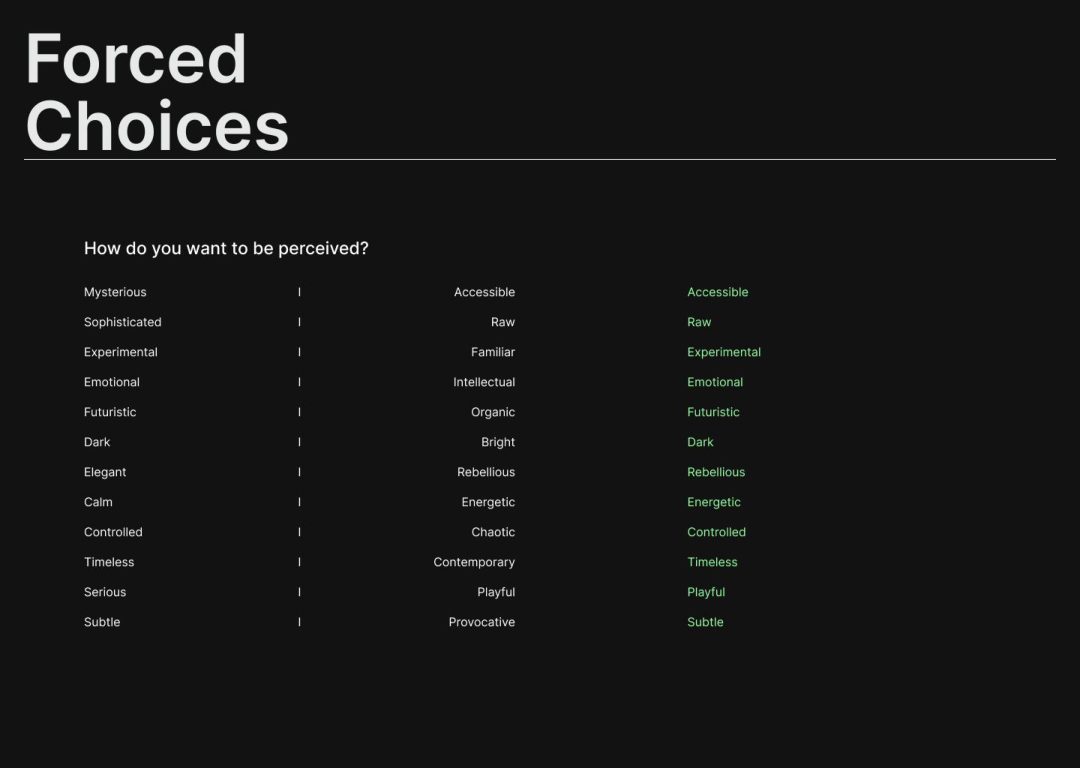 Forced
Choices
How do you want to be perceived?
Mysterious | Accessible Accessible
Sophisticated | Raw Raw
Experimental | Familiar Experimental
Emotional | Intellectual Emotional
Futuristic | Organic Futuristic
Dark | Bright Dark
Elegant | Rebellious Rebellious
Calm | Energetic Energetic
Controlled | Chaotic Controlled
Timeless | Contemporary Timeless
Serious | Playful Playful
Subtle | Provocative Subtle